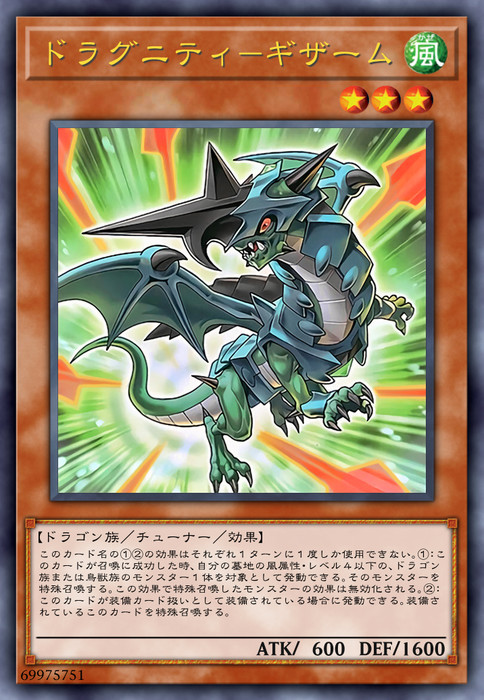 ドラグニティ－ギザーム
風
かぜ
【ドラゴン族／チューナー／効果】
このカード名の①②の効果はそれぞれ１ターンに１度しか使用できない。①：こ
のカードが召喚に成功した時、自分の墓地の風属性・レベル４以下の、ドラゴン
族または鳥獣族のモンスター１体を対象として発動できる。そのモンスターを
特殊召喚する。この効果で特殊召喚したモンスターの効果は無効化される。②：
このカードが装備カード扱いとして装備されている場合に発動できる。装備され
ているこのカードを特殊召喚する。
ATK/ 600 DEF/1600
69975751